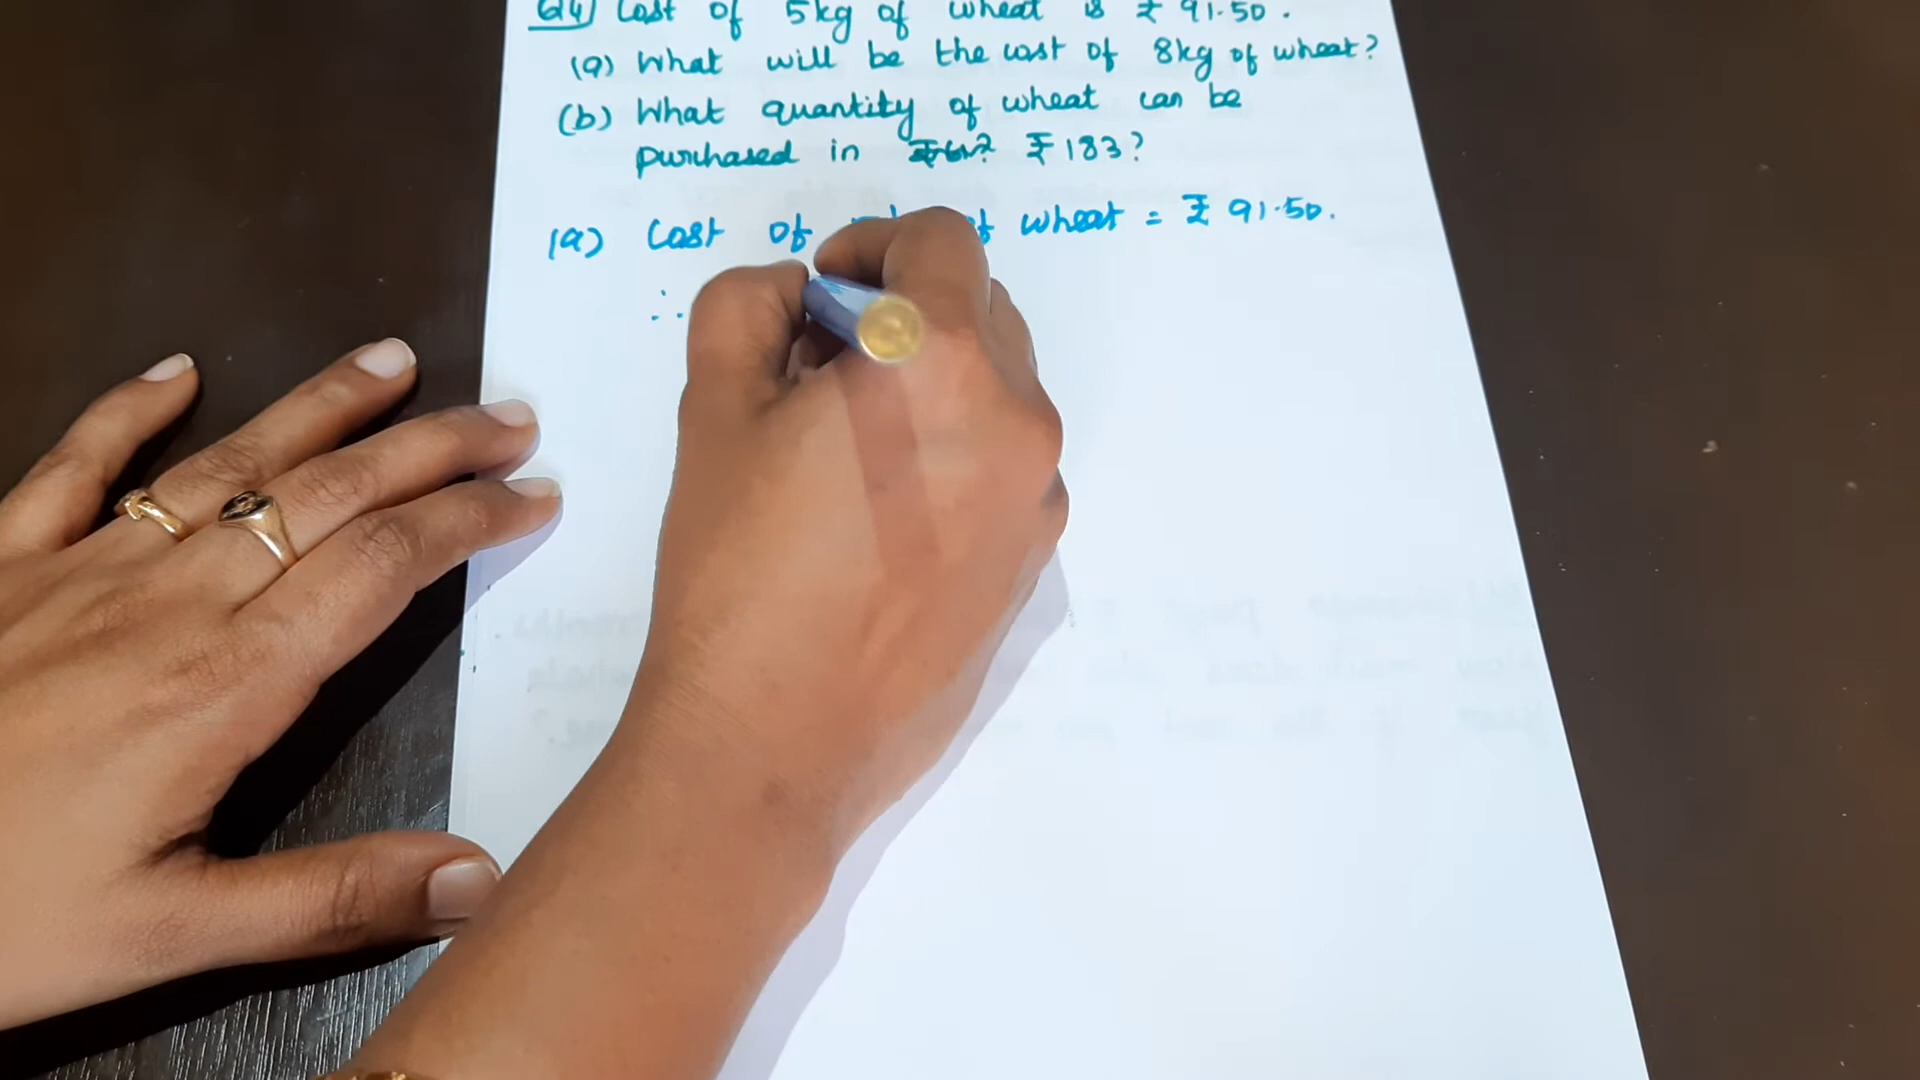 Q4) Cost of 5kg of wheat is ₹ 91.50.
(a) What will be the cost of 8kg of wheat?
(b) What quantity of wheat can be
purchased in ₹ 183?
(a) Cost of of wheat = ₹ 91.50.
∴